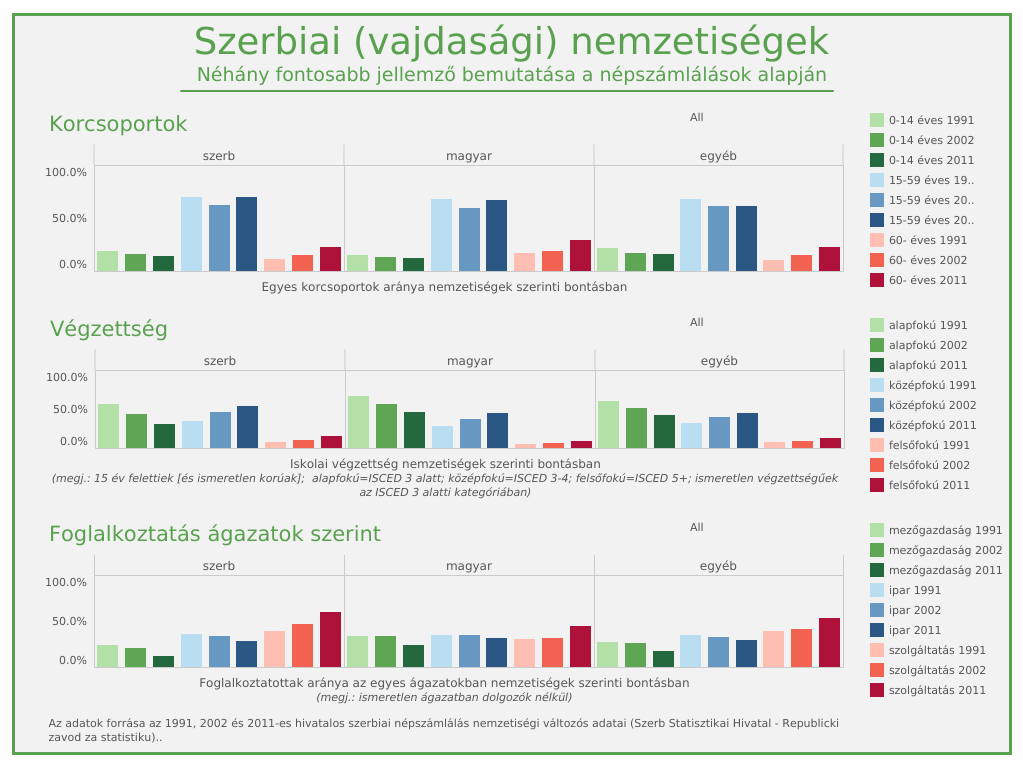 Szerbiai (vajdasági) nemzetiségek
Néhány fontosabb jellemző bemutatása a népszámlálások alapján
Korcsoportok
All
szerb
magyar
egyéb
100.0%
50.0%
0.0%
Egyes korcsoportok aránya nemzetiségek szerinti bontásban
0-14 éves 1991
0-14 éves 2002
0-14 éves 2011
15-59 éves 19..
15-59 éves 20..
15-59 éves 20..
60- éves 1991
60- éves 2002
60- éves 2011
Végzettség
All
szerb
magyar
egyéb
100.0%
50.0%
0.0%
Iskolai végzettség nemzetiségek szerinti bontásban
(megj.: 15 év felettiek [és ismeretlen korúak];  alapfokú=ISCED 3 alatt; középfokú=ISCED 3-4; felsőfokú=ISCED 5+; ismeretlen végzettségűek
az ISCED 3 alatti kategóriában)
alapfokú 1991
alapfokú 2002
alapfokú 2011
középfokú 1991
középfokú 2002
középfokú 2011
felsőfokú 1991
felsőfokú 2002
felsőfokú 2011
Foglalkoztatás ágazatok szerint
All
szerb
magyar
egyéb
100.0%
50.0%
0.0%
Foglalkoztatottak aránya az egyes ágazatokban nemzetiségek szerinti bontásban
(megj.: ismeretlen ágazatban dolgozók nélkül)
mezőgazdaság 1991
mezőgazdaság 2002
mezőgazdaság 2011
ipar 1991
ipar 2002
ipar 2011
szolgáltatás 1991
szolgáltatás 2002
szolgáltatás 2011
Az adatok forrása az 1991, 2002 és 2011-es hivatalos szerbiai népszámlálás nemzetiségi változós adatai (Szerb Statisztikai Hivatal - Republicki
zavod za statistiku)..